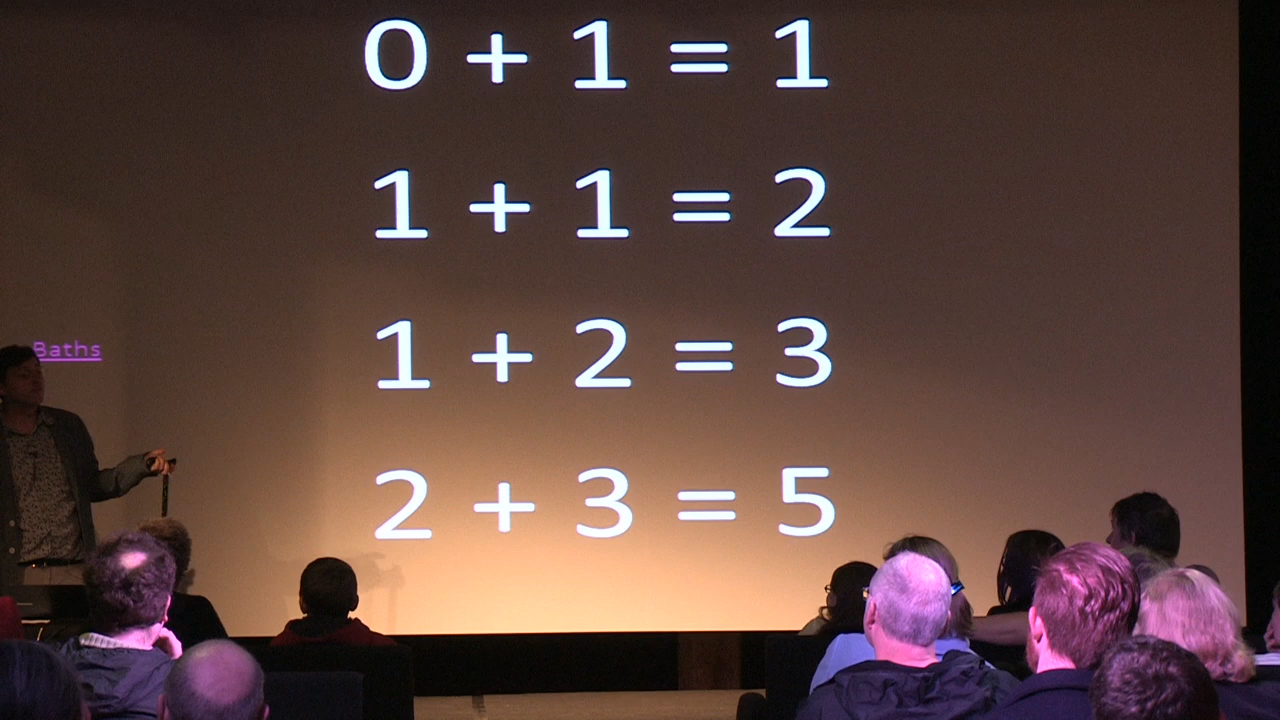 0 + 1 = 1
1 + 1 = 2
Baths
1 + 2 = 3
2 + 3 = 5